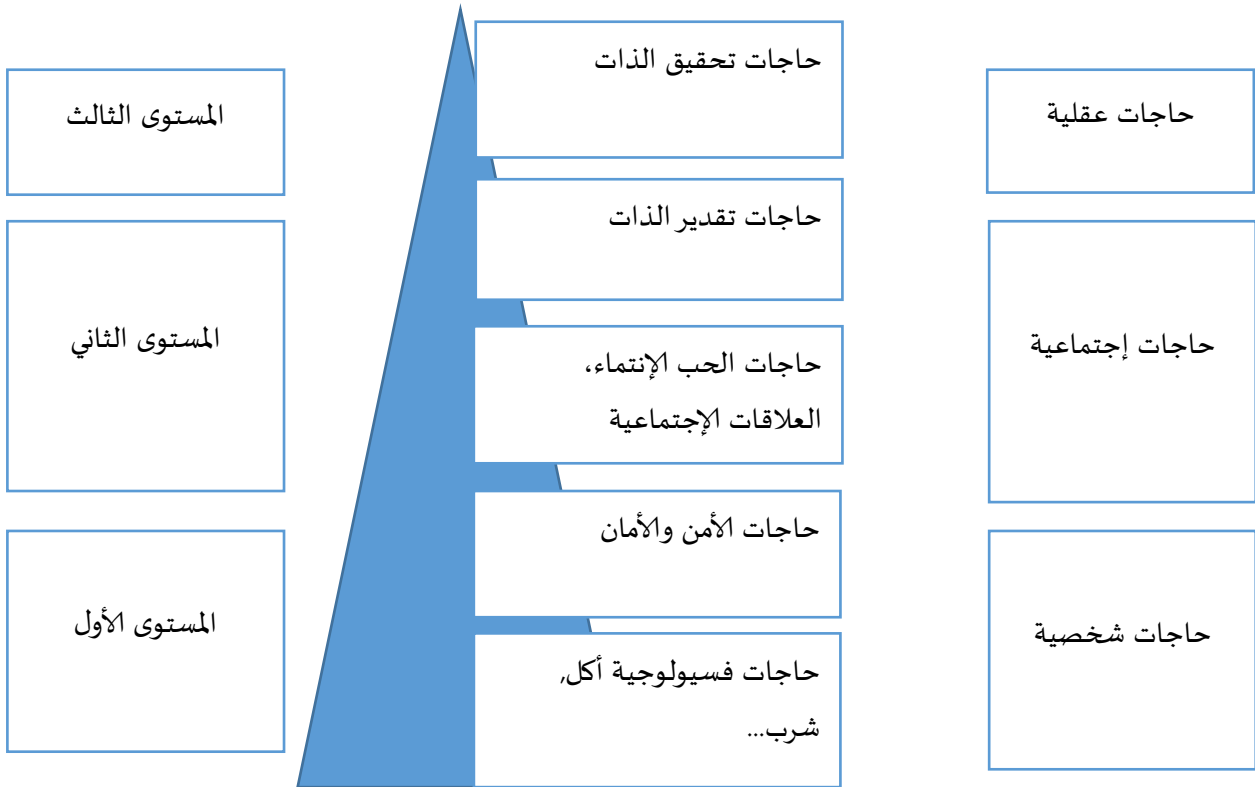 حاجات تحقيق الذات
حاجات عقلية
المستوى الثالث
حاجات تقدير الذات
حاجات إجتماعية
المستوى الثاني
حاجات الحب الإنتماء،
العلاقات الإجتماعية
حاجات الأمن والأمان
حاجات شخصية
المستوى الأول
حاجات فسيولوجية أكل,
شرب...